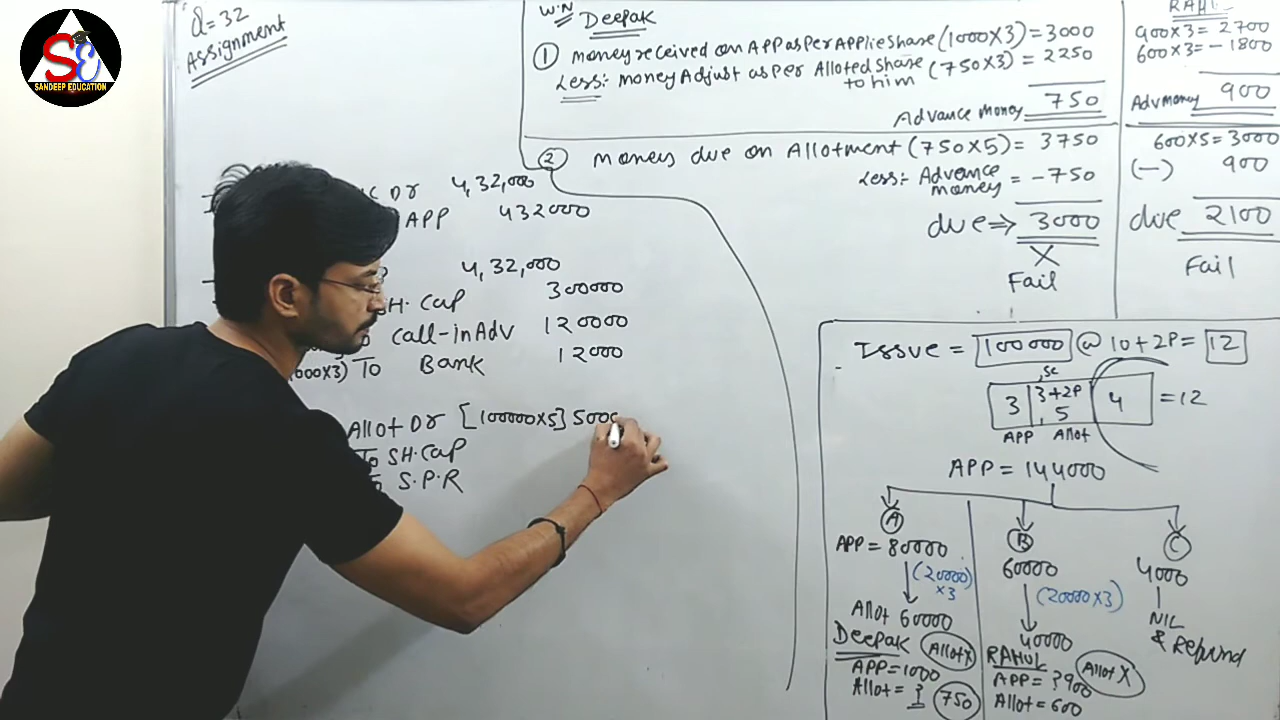 SE
SANDEEP EDUCATION
Q=32
Assignment
W.N Deepak
① Money received on APP as Per Applie share (1000×3) = 3000
Less:- Money Adjust as Per Alloted share to him (750×3) = 2250
Advance Money 750
② Money due on Allotment (750×5) = 3750
Less:- Advance money = -750
due ⇒ 3000
X
Fail
RAHUL
900×3 = 2700
600×3 = -1800
Adv Money 900
600×5 = 3000
(-) 900
due 2100
Fail
Dr 4,32,000
APP 432000
4,32,000
SH. Cap 300000
Call-in Adv 120000
(4000×3) To Bank 12000
Allot Dr [100000×5] 5000
To SH. Cap
To S.P.R
Issue = 100000 @ 10+2P = 12
3 3+2P 5 4 = 12
APP Allot
APP = 144000
A B C
APP = 80000 60000 4000
(20000) ×3 (20000×3)
Allot 60000 40000 NIL & Refund
Deepak Allot X
APP = 1000
Allot = ? 750
RAHUL Allot X
APP = ? 900
Allot = 600